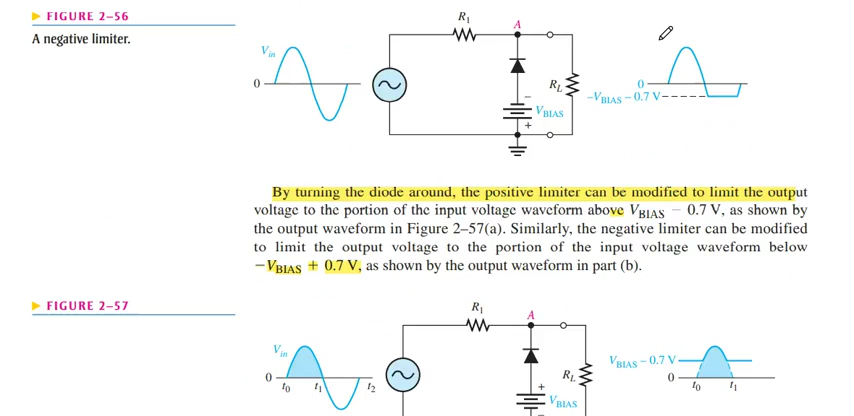 FIGURE 2–56
A negative limiter.
Vin
0
R1
A
RL
−
VBIAS
+
0
−VBIAS − 0.7 V
By turning the diode around, the positive limiter can be modified to limit the output
voltage to the portion of the input voltage waveform above VBIAS − 0.7 V, as shown by
the output waveform in Figure 2–57(a). Similarly, the negative limiter can be modified
to limit the output voltage to the portion of the input voltage waveform below
−VBIAS + 0.7 V, as shown by the output waveform in part (b).
FIGURE 2–57
Vin
0
t0
t1
t2
R1
A
RL
+
VBIAS
−
VBIAS − 0.7 V
0
t0
t1